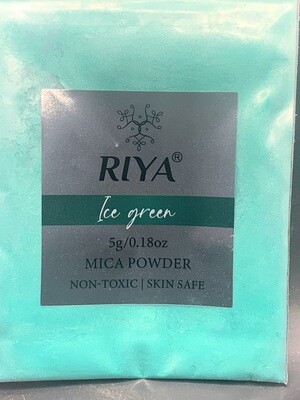 RIYA®
Ice green
5g/0.18oz
MICA POWDER
NON-TOXIC | SKIN SAFE